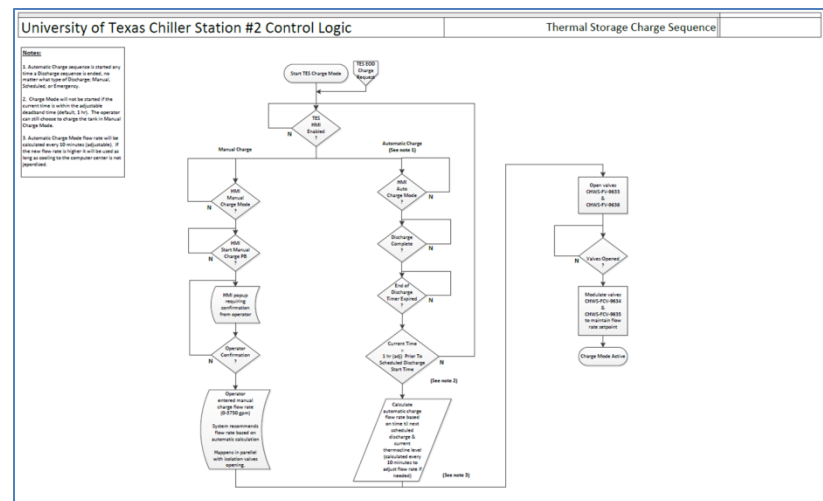 University of Texas Chiller Station #2 Control Logic
Thermal Storage Charge Sequence
Notes:
1. Automatic Charge sequence is started any
time a Discharge sequence is ended, no
matter what type of Discharge; Manual,
Scheduled, or Emergency.
2. Charge Mode will not be started if the
current time is within the adjustable
deadband time (default, 1 hr). The operator
can still choose to charge the tank in Manual
Charge Mode.
3. Automatic Charge Mode flow rate will be
calculated every 10 minutes (adjustable). If
the new flow rate is higher it will be used as
long as cooling to the computer center is not
jeopardized.
Start TES Charge Mode
TES
Charge
Request
TES
HMI
Enabled
?
N
Manual Charge
Automatic Charge
(See note 1)
HMI
Manual
Charge Mode
?
N
HMI
Start Manual
Charge PB
?
N
HMI popup
requiring
confirmation
from operator
Operator
Confirmation
?
N
Operator
entered manual
charge flow rate
(0-3750 gpm)
System recommends
flow rate based on
automatic calculation
Happens in parallel
with isolation valves
opening.
HMI
Auto
Charge Mode
?
N
Discharge
Complete
?
N
End of
Discharge
Timer Expired
?
N
Current Time
1 hr (adj) Prior To
Scheduled Discharge
Start Time
N
(See note 2)
Calculate
automatic charge
flow rate based
on time til next
scheduled
discharge &
current
thermocline level
(calculated every
10 minutes to
adjust flow rate if
needed)
(See note 3)
Open valves
CHWS-FV-9633
&
CHWS-FV-9636
Valves Opened
?
N
Modulate valves
CHWS-FCV-9634
&
CHWS-FCV-9635
to maintain flow
rate setpoint
Charge Mode Active